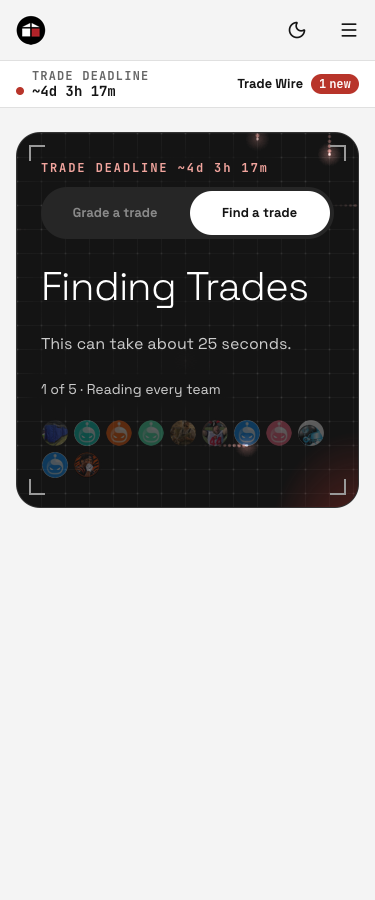 TRADE DEADLINE
~4d 3h 17m
Trade Wire
1 new
TRADE DEADLINE ~4d 3h 17m
Grade a trade
Find a trade
Finding Trades
This can take about 25 seconds.
1 of 5 · Reading every team